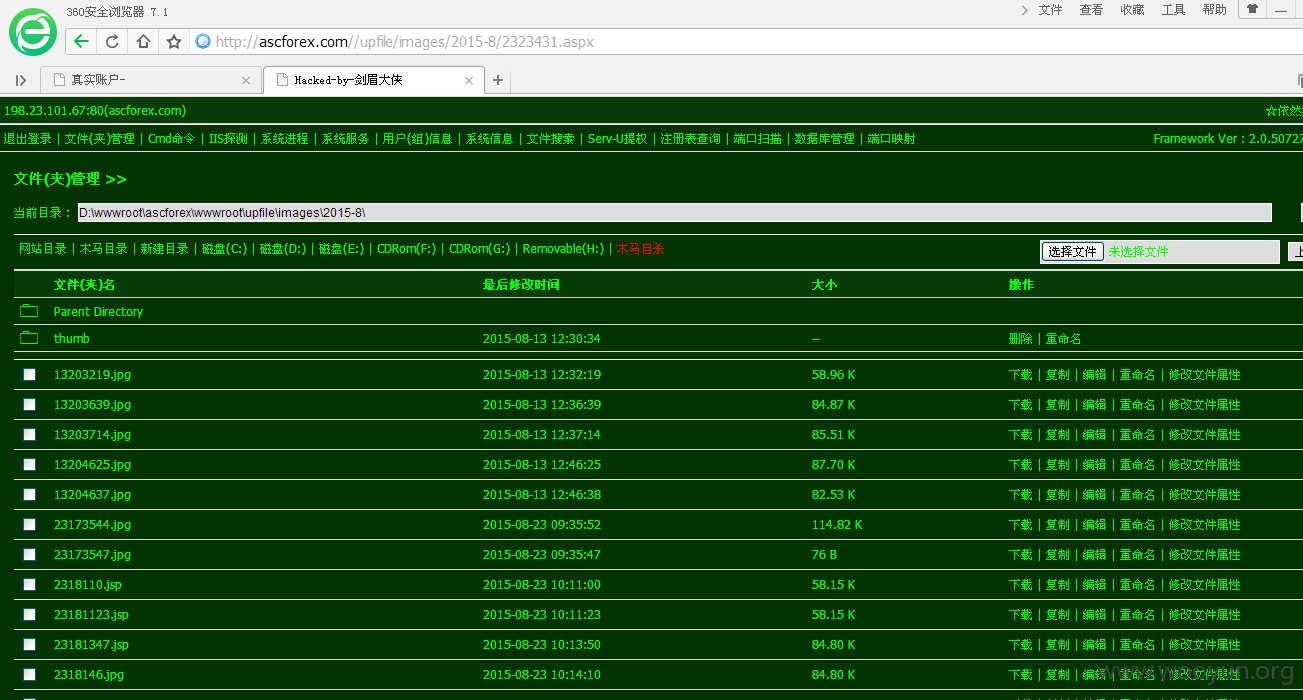 360安全浏览器 7.1 文件 查看 收藏 工具 帮助
http://ascforex.com//upfile/images/2015-8/2323431.aspx
真实账户- Hacked-by-剑眉大侠
198.23.101.67:80(ascforex.com) ☆依然
退出登录 | 文件(夹)管理 | Cmd命令 | IIS探测 | 系统进程 | 系统服务 | 用户(组)信息 | 系统信息 | 文件搜索 | Serv-U提权 | 注册表查询 | 端口扫描 | 数据库管理 | 端口映射 Framework Ver : 2.0.50727
文件(夹)管理 >>
当前目录 : D:\wwwroot\ascforex\wwwroot\upfile\images\2015-8\
网站目录 | 木马目录 | 新建目录 | 磁盘(C:) | 磁盘(D:) | 磁盘(E:) | CDRom(F:) | CDRom(G:) | Removable(H:) | 木马自杀 选择文件 未选择文件 上
文件(夹)名 最后修改时间 大小 操作
Parent Directory
thumb 2015-08-13 12:30:34 -- 删除 | 重命名
13203219.jpg 2015-08-13 12:32:19 58.96 K 下载 | 复制 | 编辑 | 重命名 | 修改文件属性
13203639.jpg 2015-08-13 12:36:39 84.87 K 下载 | 复制 | 编辑 | 重命名 | 修改文件属性
13203714.jpg 2015-08-13 12:37:14 85.51 K 下载 | 复制 | 编辑 | 重命名 | 修改文件属性
13204625.jpg 2015-08-13 12:46:25 87.70 K 下载 | 复制 | 编辑 | 重命名 | 修改文件属性
13204637.jpg 2015-08-13 12:46:38 82.53 K 下载 | 复制 | 编辑 | 重命名 | 修改文件属性
23173544.jpg 2015-08-23 09:35:52 114.82 K 下载 | 复制 | 编辑 | 重命名 | 修改文件属性
23173547.jpg 2015-08-23 09:35:47 76 B 下载 | 复制 | 编辑 | 重命名 | 修改文件属性
2318110.jsp 2015-08-23 10:11:00 58.15 K 下载 | 复制 | 编辑 | 重命名 | 修改文件属性
23181123.jsp 2015-08-23 10:11:23 58.15 K 下载 | 复制 | 编辑 | 重命名 | 修改文件属性
23181347.jsp 2015-08-23 10:13:50 84.80 K 下载 | 复制 | 编辑 | 重命名 | 修改文件属性
2318146.jpg 2015-08-23 10:14:10 84.80 K 下载 | 复制 | 编辑 | 重命名 | 修改文件属性
www.wooyun.org